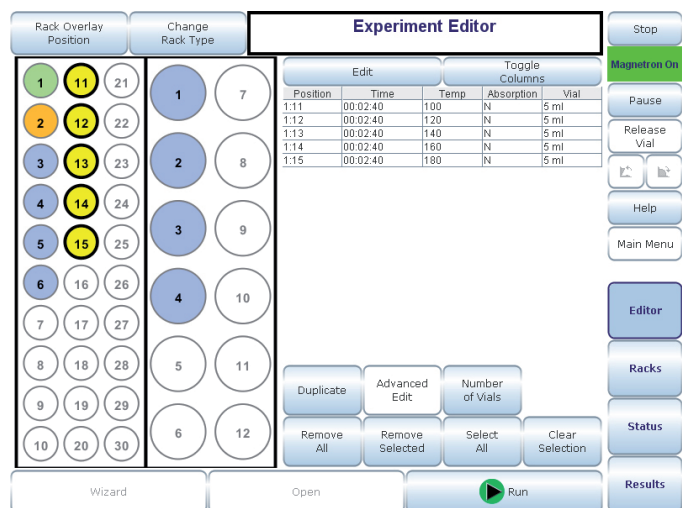 Rack Overlay
Position
Change
Rack Type
Experiment Editor
Stop
Magnetron On
Pause
Release
Vial
Help
Main Menu
Editor
Racks
Status
Results
1 11 21
2 12 22
3 13 23
4 14 24
5 15 25
6 16 26
7 17 27
8 18 28
9 19 29
10 20 30
1 7
2 8
3 9
4 10
5 11
6 12
Edit
Toggle
Columns
Position Time Temp Absorption Vial
1:11 00:02:40 100 N 5 ml
1:12 00:02:40 120 N 5 ml
1:13 00:02:40 140 N 5 ml
1:14 00:02:40 160 N 5 ml
1:15 00:02:40 180 N 5 ml
Duplicate
Advanced
Edit
Number
of Vials
Remove
All
Remove
Selected
Select
All
Clear
Selection
Wizard
Open
Run